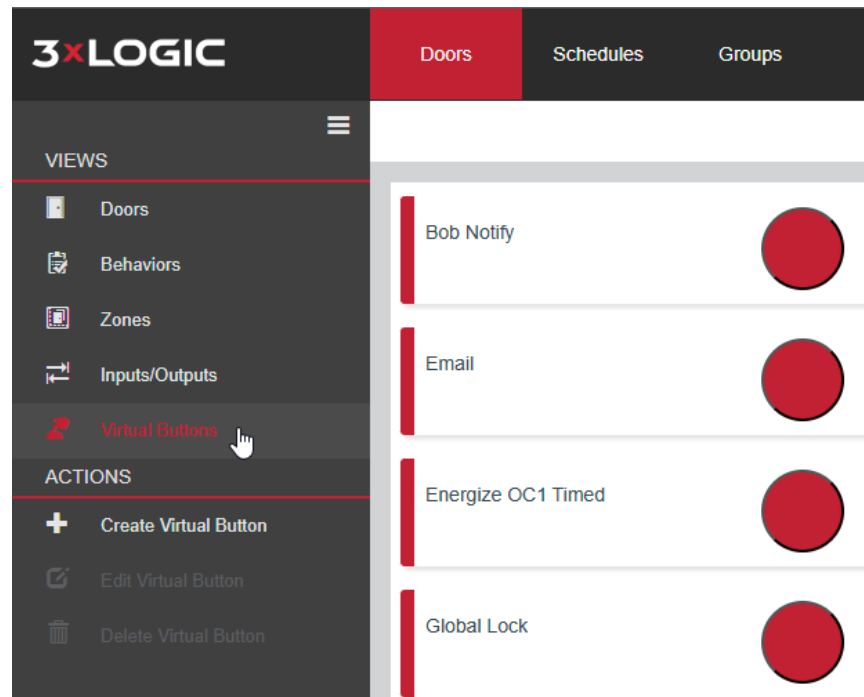 3xLOGIC
Doors
Schedules
Groups
VIEWS
Doors
Behaviors
Zones
Inputs/Outputs
Virtual Buttons
ACTIONS
Create Virtual Button
Edit Virtual Button
Delete Virtual Button
Bob Notify
Email
Energize OC1 Timed
Global Lock